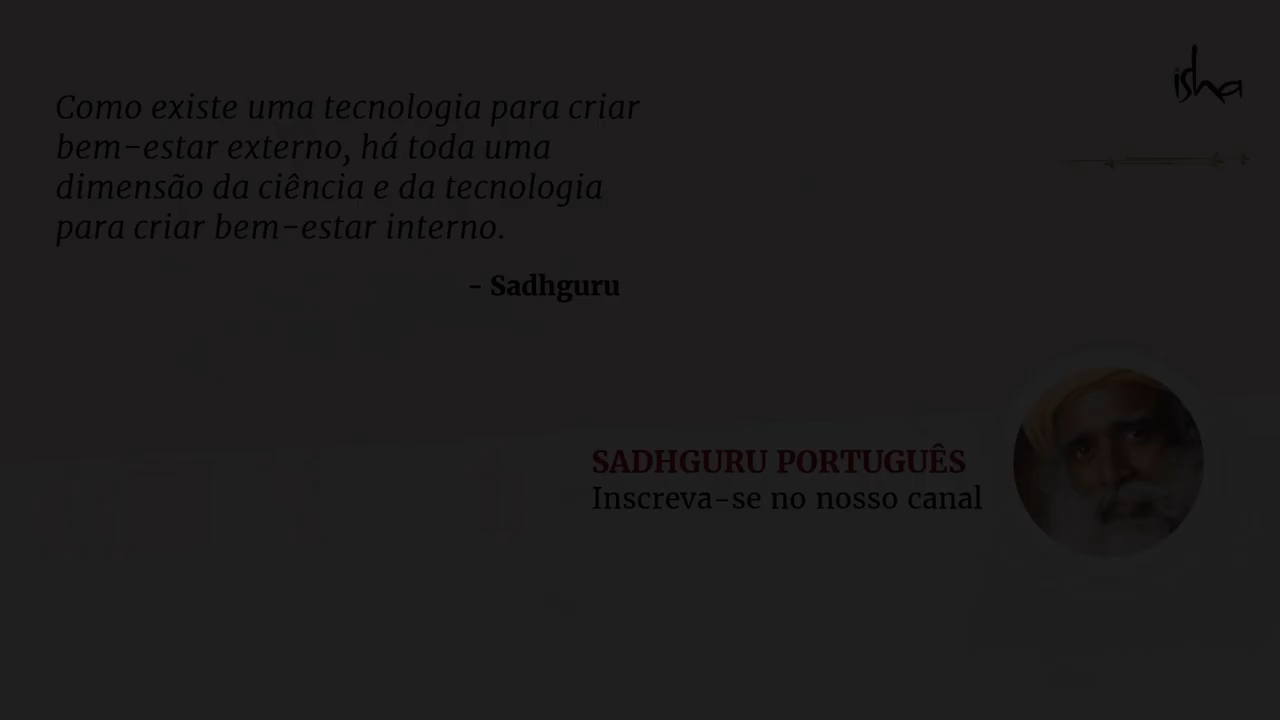 isha
Como existe uma tecnologia para criar
bem-estar externo, há toda uma
dimensão da ciência e da tecnologia
para criar bem-estar interno.
- Sadhguru
SADHGURU PORTUGUÊS
Inscreva-se no nosso canal